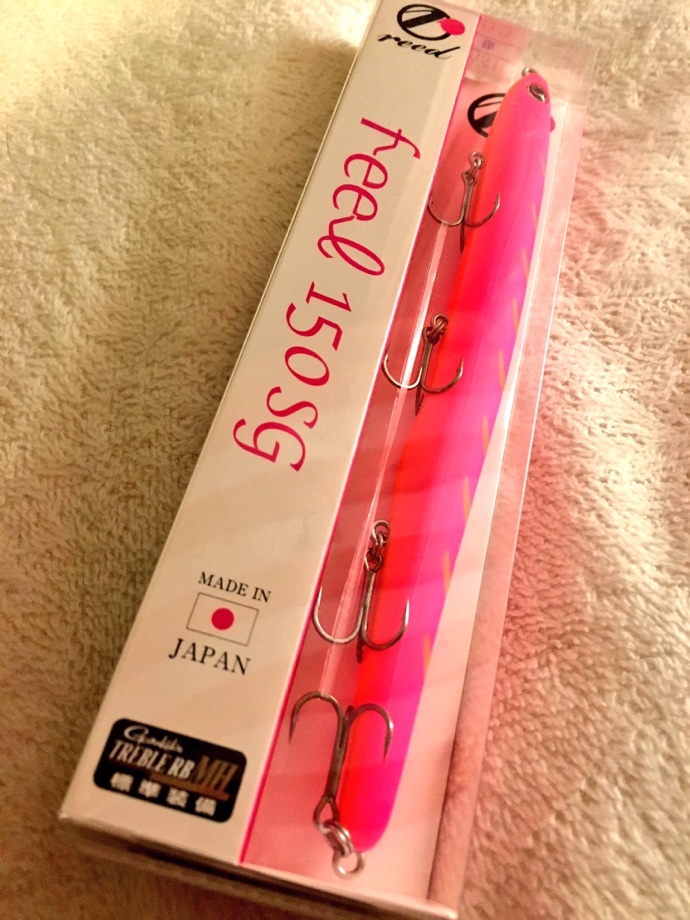 reed
feel 150SG
MADE IN
JAPAN
Gamakatsu
TREBLE RB MH
標準装備